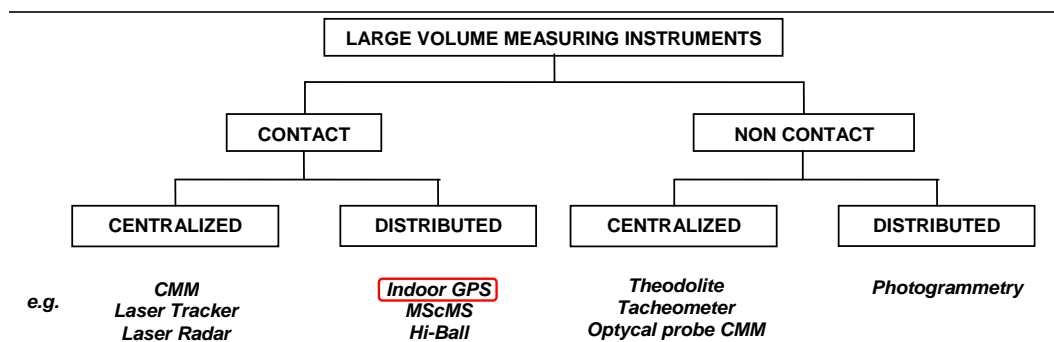 LARGE VOLUME MEASURING INSTRUMENTS
CONTACT
NON CONTACT
CENTRALIZED
DISTRIBUTED
CENTRALIZED
DISTRIBUTED
e.g.
CMM
Laser Tracker
Laser Radar
Indoor GPS
MScMS
Hi-Ball
Theodolite
Tacheometer
Optycal probe CMM
Photogrammetry